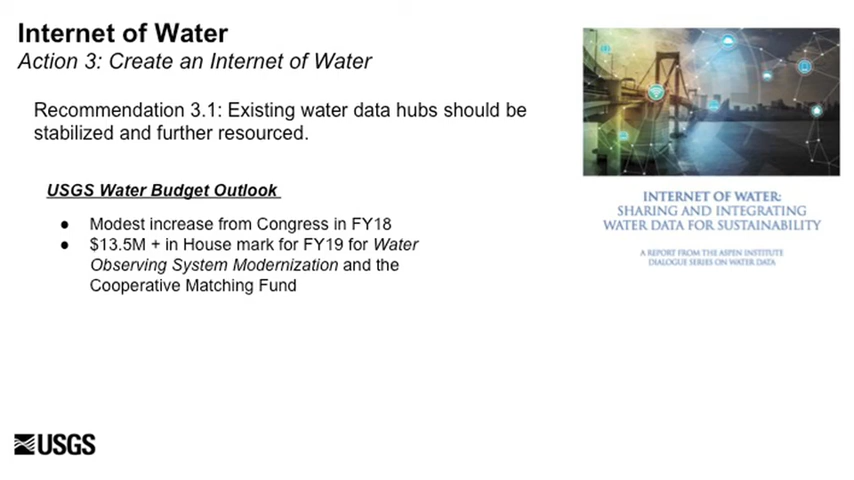 Internet of Water
Action 3: Create an Internet of Water
Recommendation 3.1: Existing water data hubs should be
stabilized and further resourced.
USGS Water Budget Outlook
● Modest increase from Congress in FY18
● $13.5M + in House mark for FY19 for Water
Observing System Modernization and the
Cooperative Matching Fund
INTERNET OF WATER:
SHARING AND INTEGRATING
WATER DATA FOR SUSTAINABILITY
A REPORT FROM THE ASPEN INSTITUTE
DIALOGUE SERIES ON WATER DATA
USGS